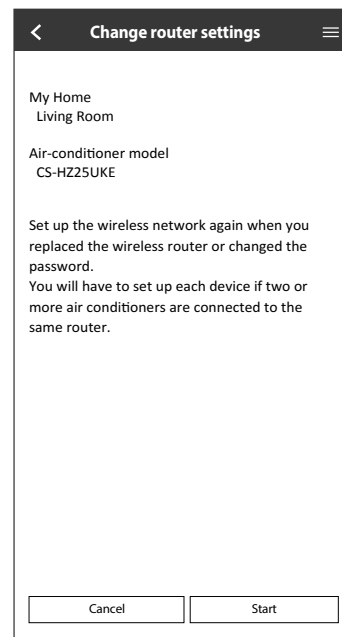 Change router settings
My Home
Living Room
Air-conditioner model
CS-HZ25UKE
Set up the wireless network again when you
replaced the wireless router or changed the
password.
You will have to set up each device if two or
more air conditioners are connected to the
same router.
Cancel
Start